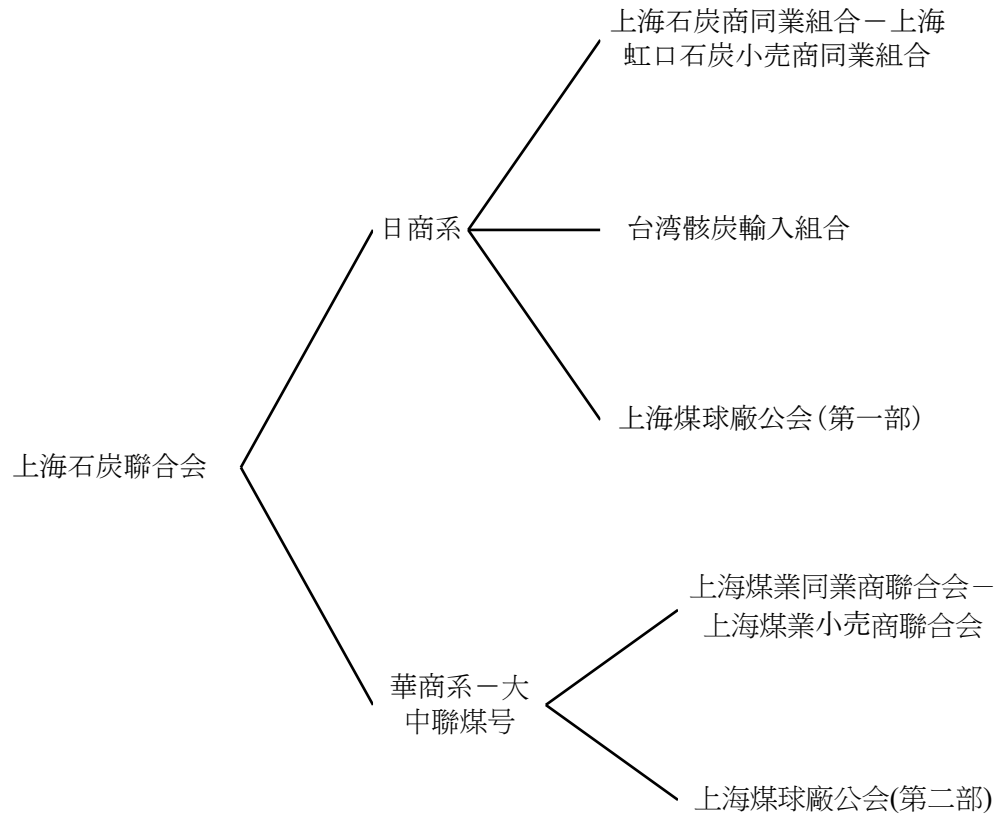 上海石炭商同業組合－上海
虹口石炭小売商同業組合
日商系
台湾骸炭輸入組合
上海煤球廠公会（第一部）
上海石炭聯合会
上海煤業同業商聯合会－
上海煤業小売商聯合会
華商系－大
中聯煤号
上海煤球廠公会(第二部)